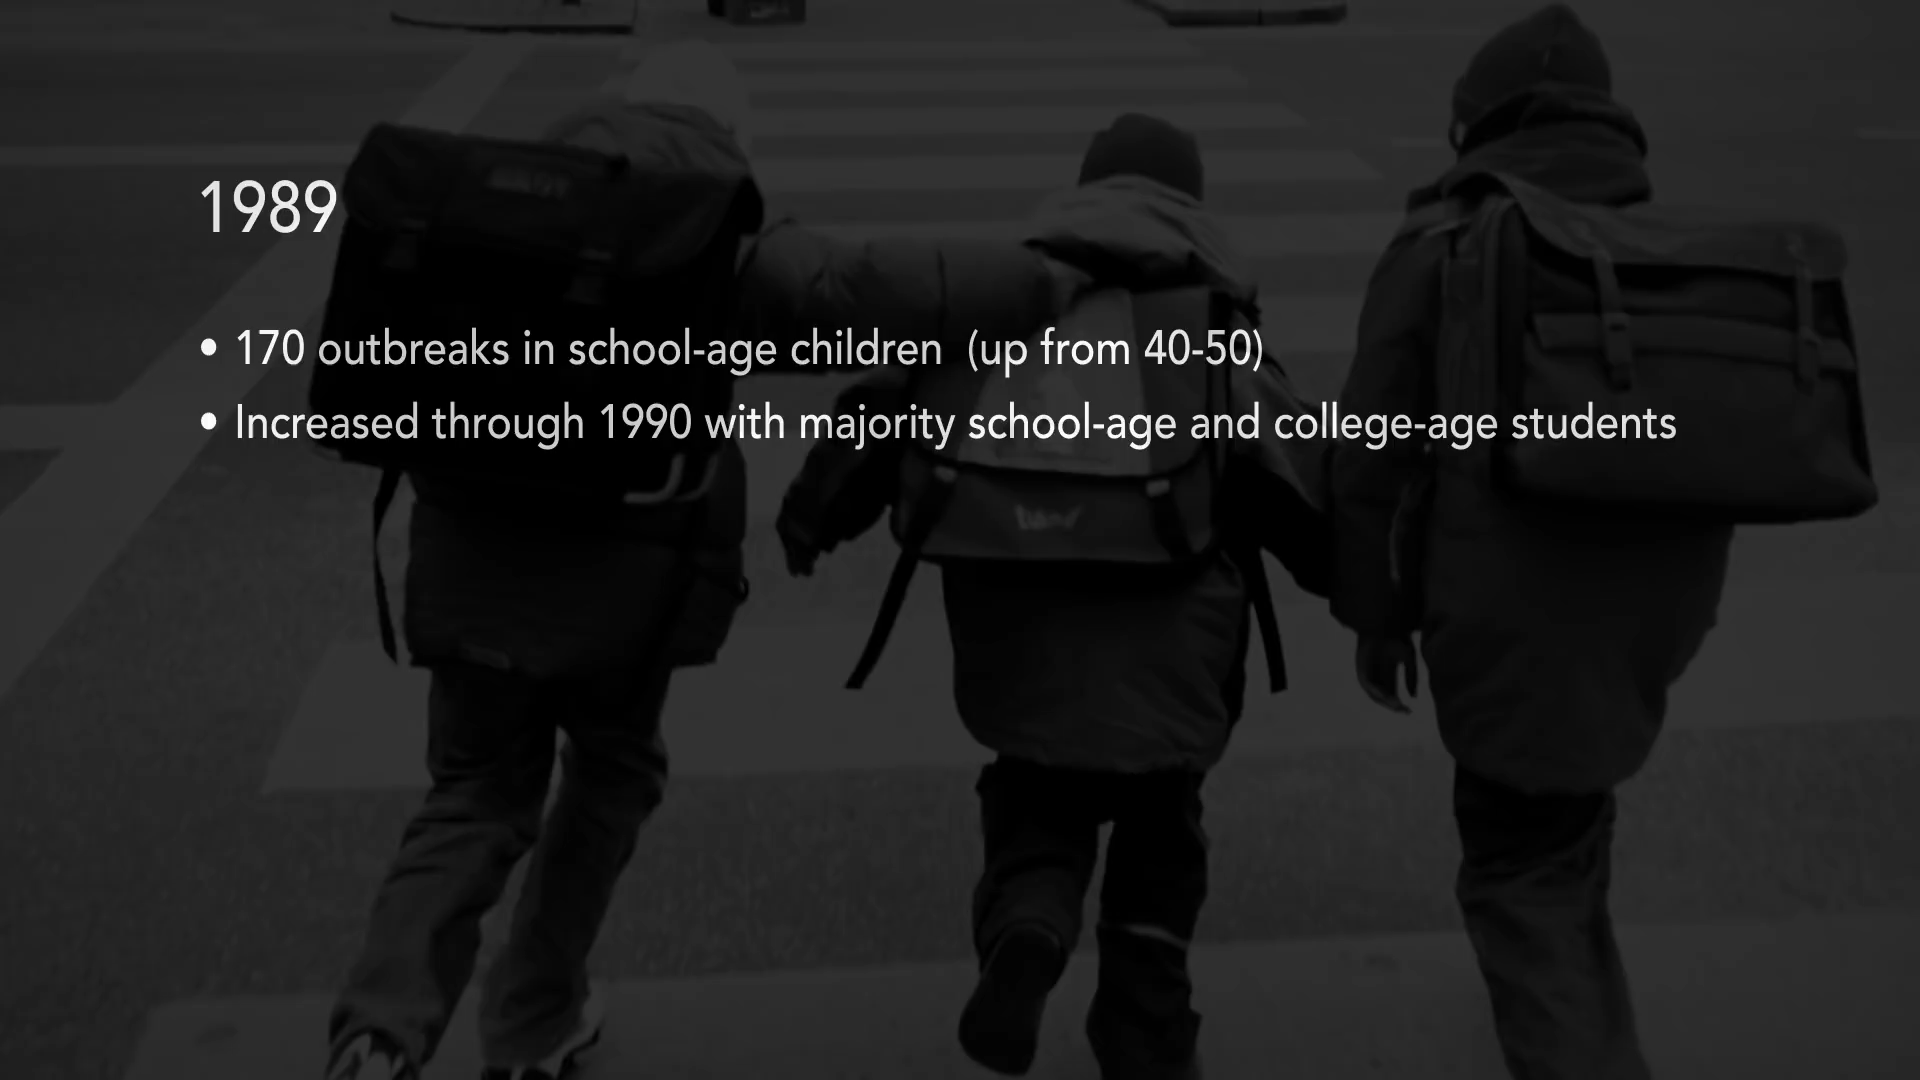 1989
• 170 outbreaks in school-age children (up from 40-50)
• Increased through 1990 with majority school-age and college-age students